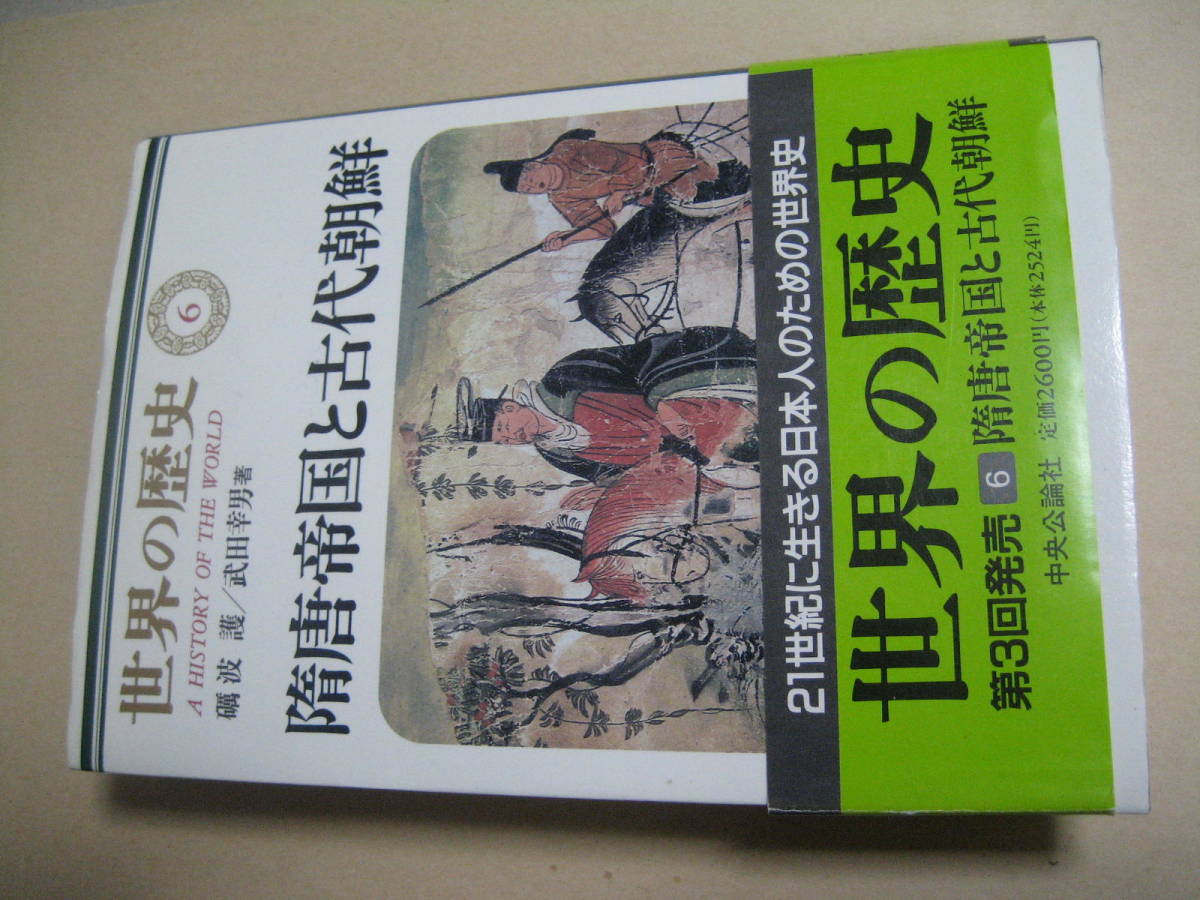 世界の歴史
6
A HISTORY OF THE WORLD
礪波 護／武田幸男著
隋唐帝国と古代朝鮮
21世紀に生きる日本人のための世界史
世界の歴史
第3回発売 6 隋唐帝国と古代朝鮮
中央公論社 定価2600円(本体2524円)